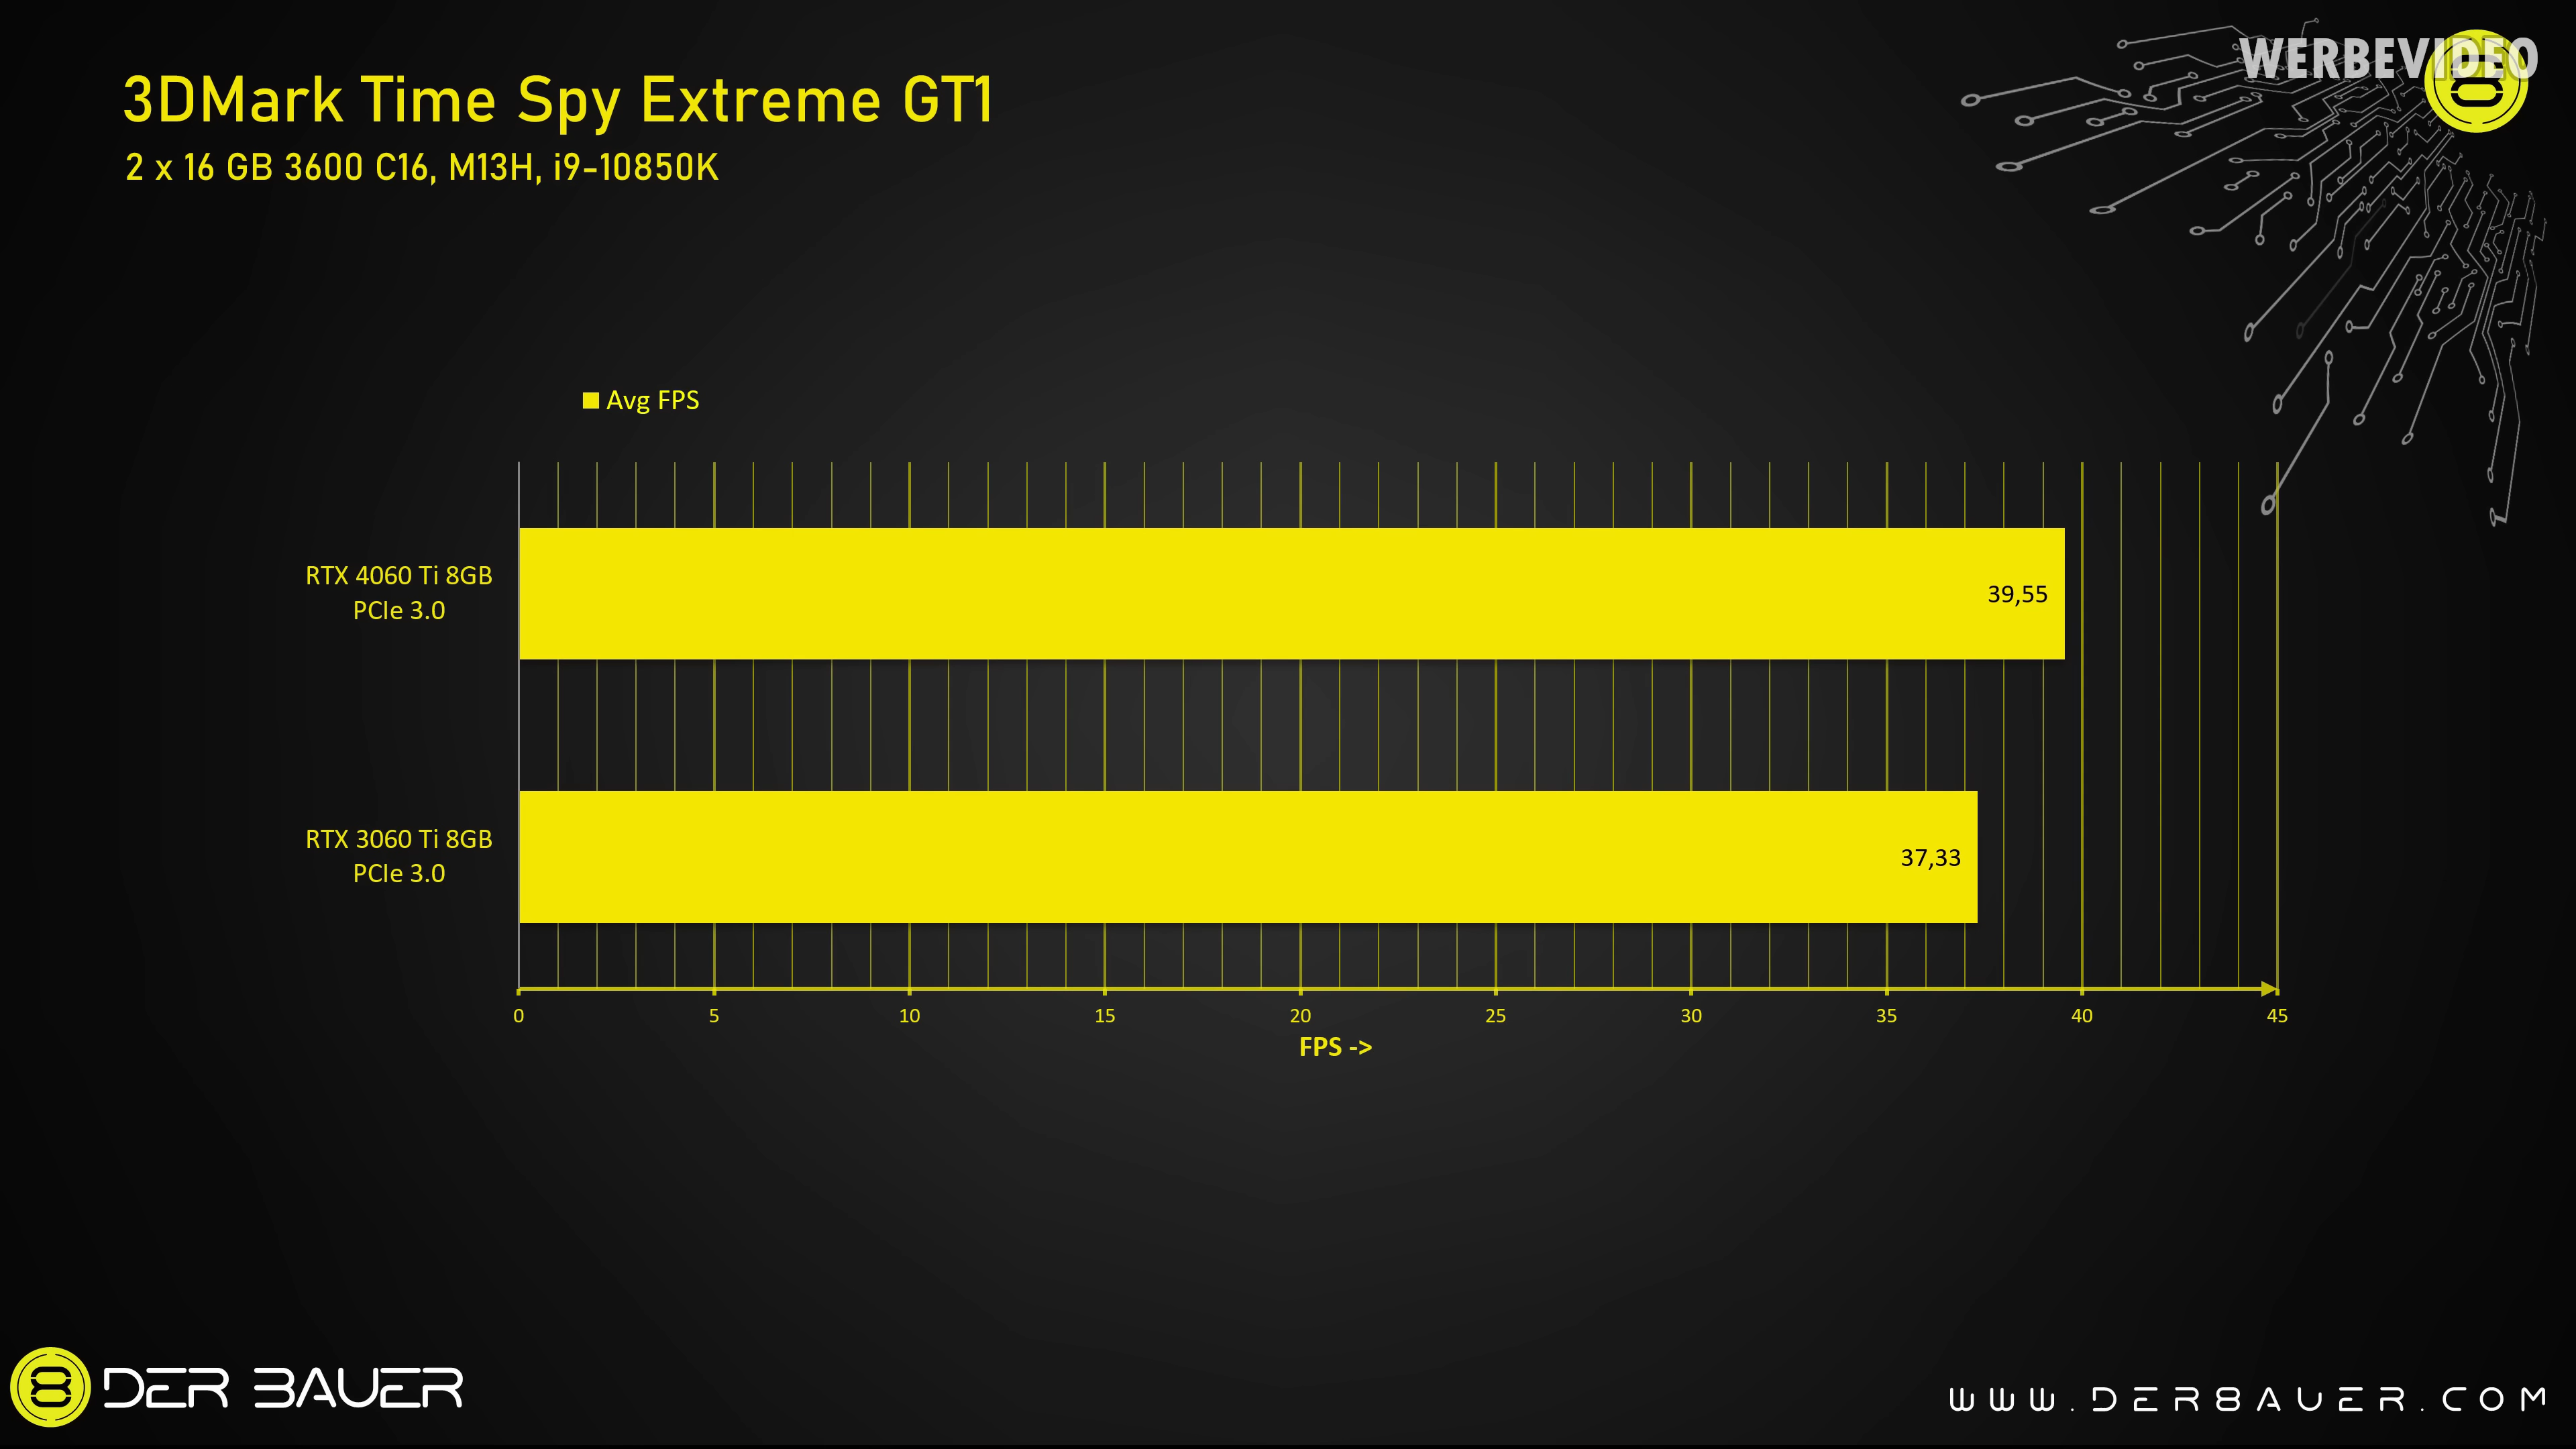 WERBEVIDEO
3DMark Time Spy Extreme GT1
2 x 16 GB 3600 C16, M13H, i9-10850K
Avg FPS
RTX 4060 Ti 8GB
PCIe 3.0
39,55
RTX 3060 Ti 8GB
PCIe 3.0
37,33
0 5 10 15 20 25 30 35 40 45
FPS ->
8 DER 8AUER
WWW.DER8AUER.COM